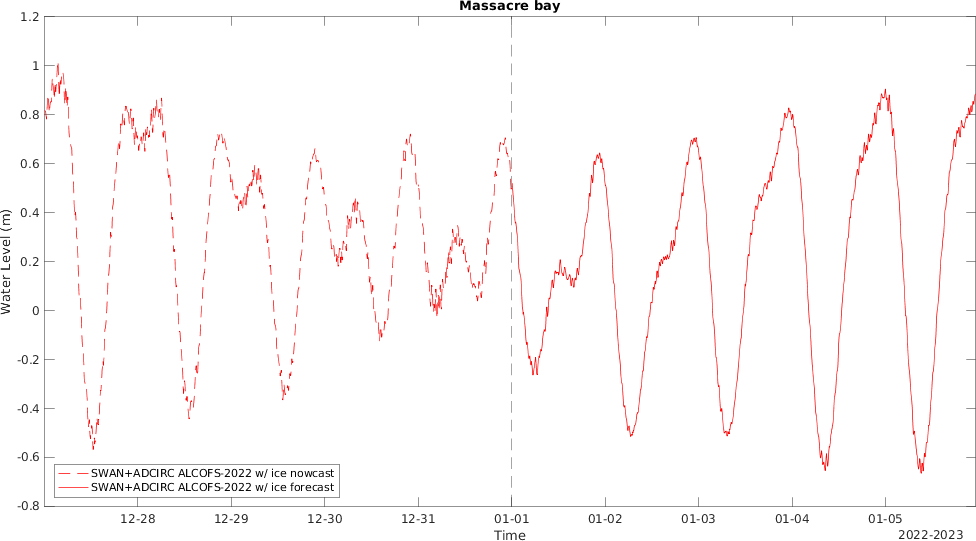 Massacre bay
1.2
1
0.8
0.6
0.4
0.2
0
-0.2
-0.4
-0.6
-0.8
Water Level (m)
SWAN+ADCIRC ALCOFS-2022 w/ ice nowcast
SWAN+ADCIRC ALCOFS-2022 w/ ice forecast
12-28 12-29 12-30 12-31 01-01 01-02 01-03 01-04 01-05
Time
2022-2023